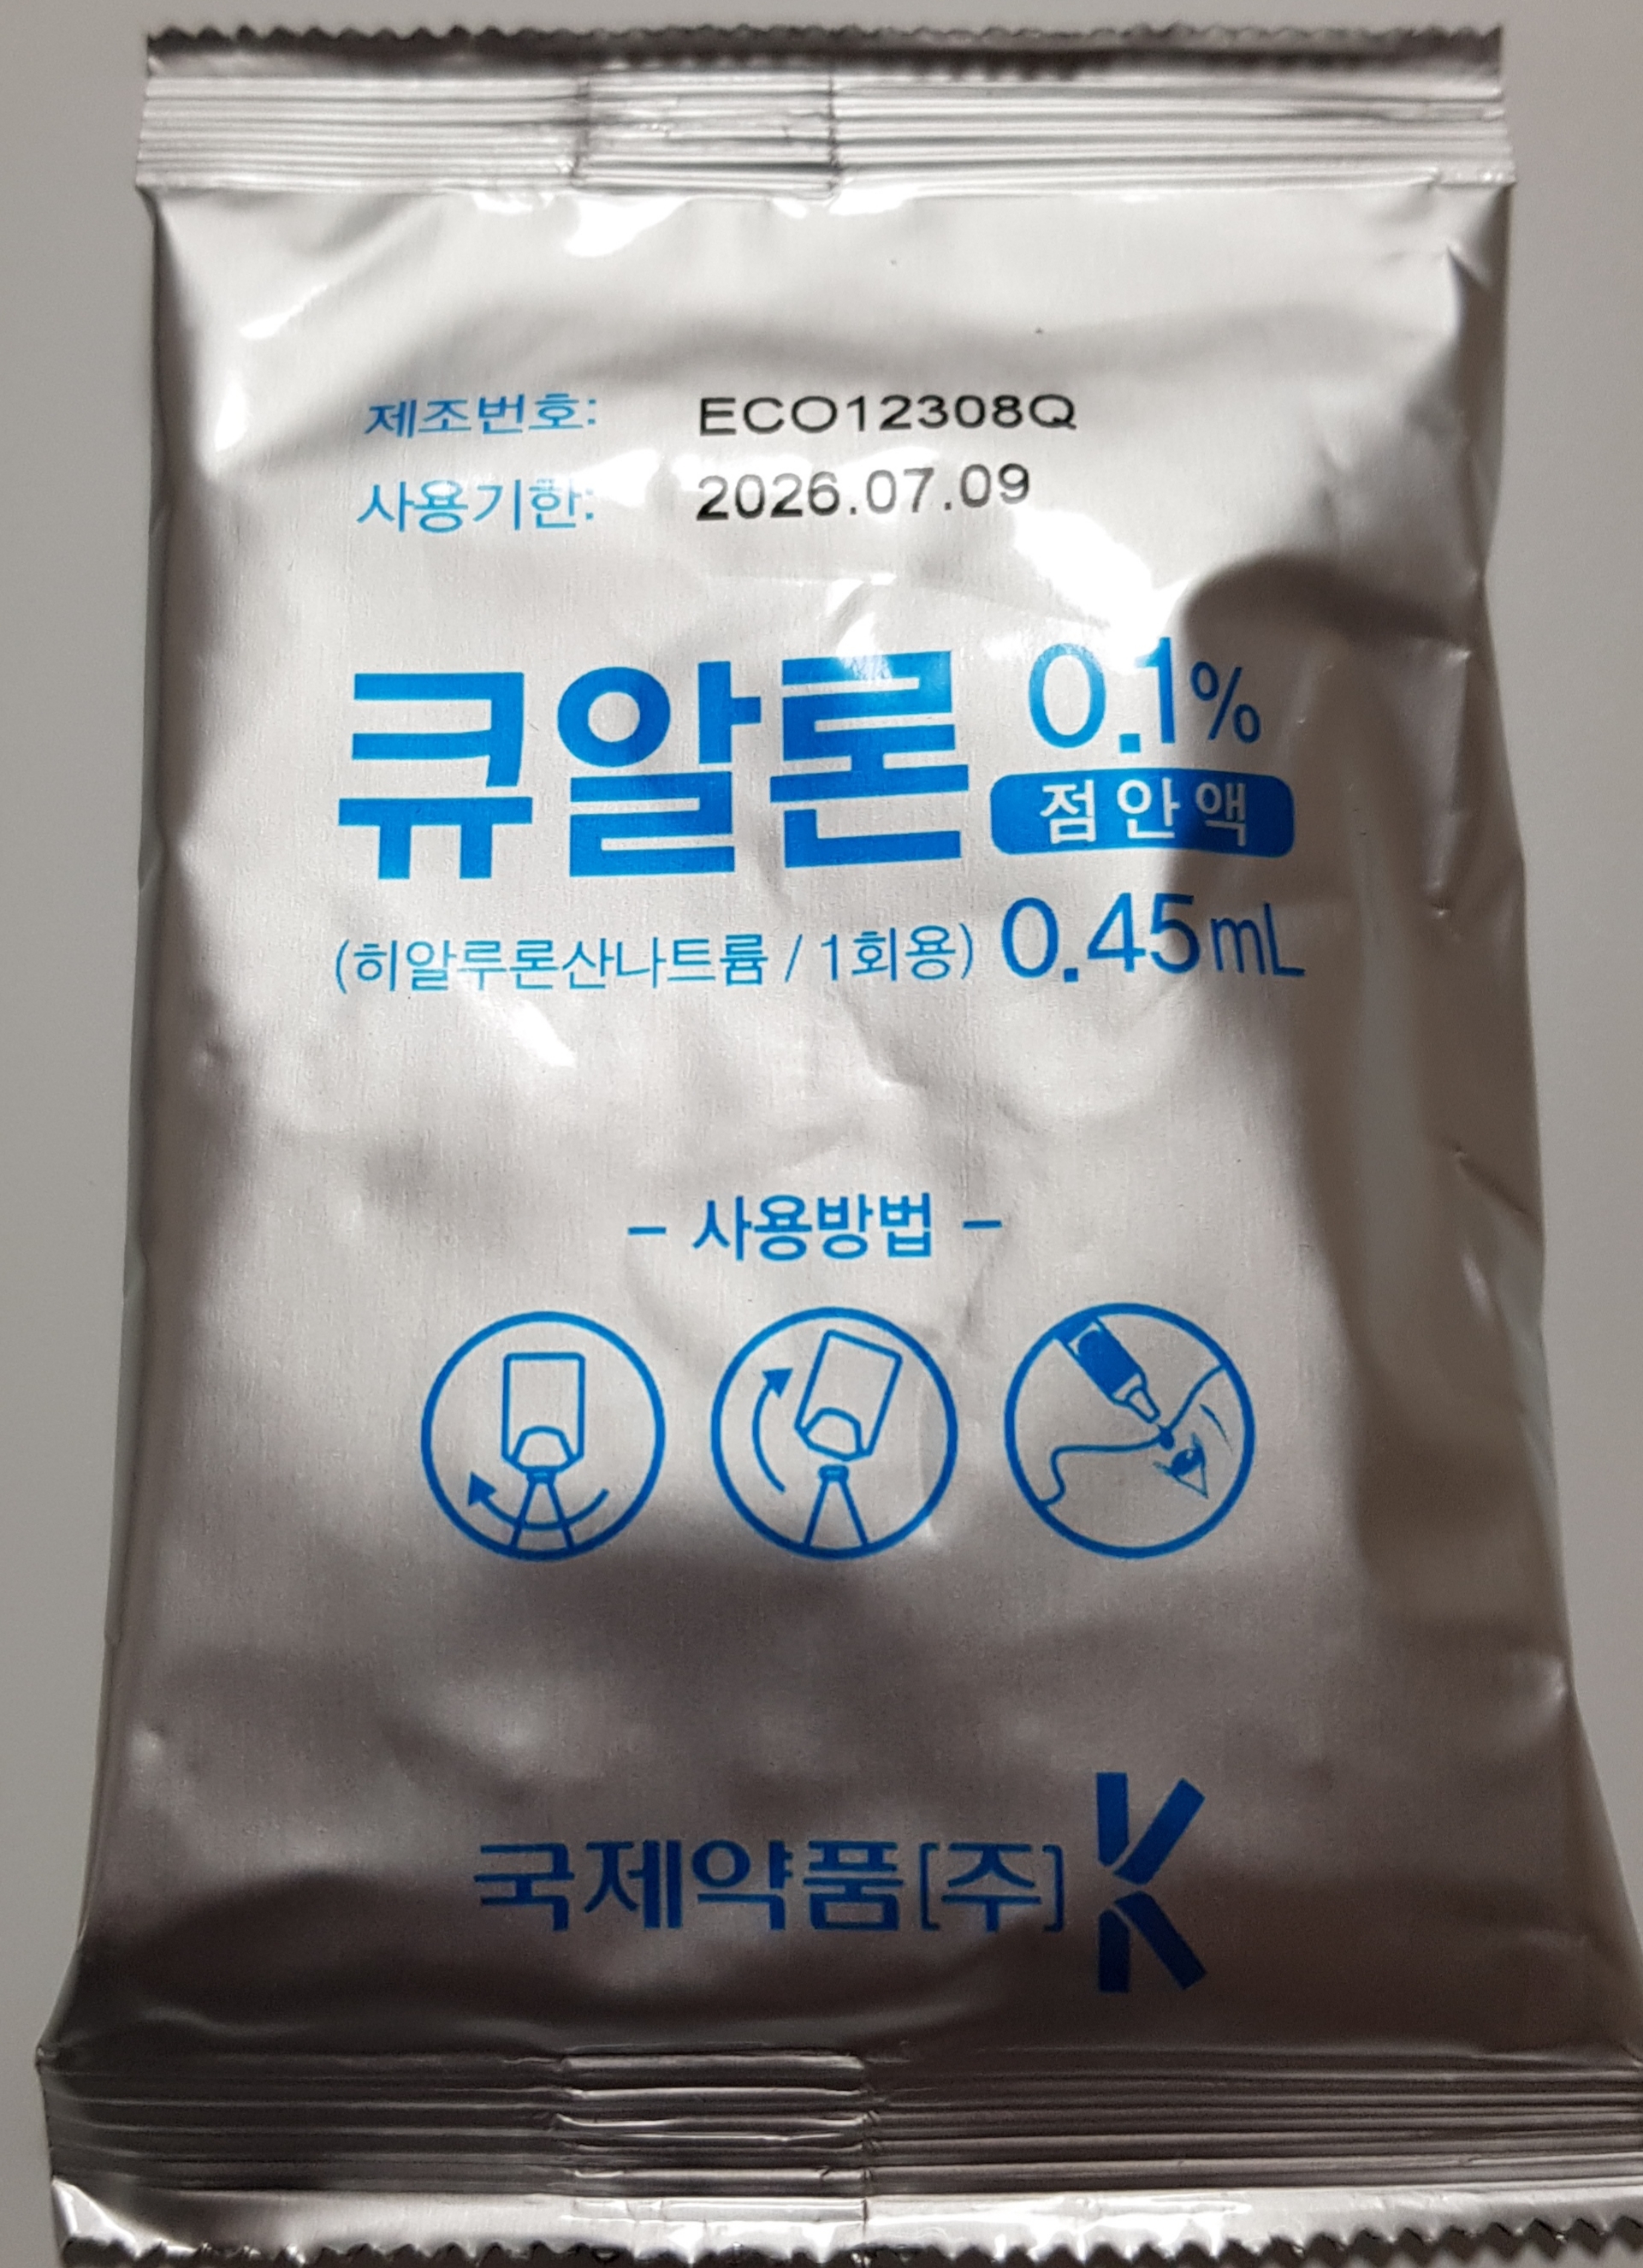 제조번호: ECO12308Q
사용기한: 2026.07.09
큐알론 0.1%
점안액
(히알루론산나트륨 / 1회용) 0.45mL
– 사용방법 –
국제약품[주]